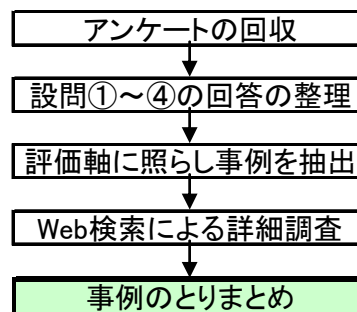 アンケートの回収
設問①～④の回答の整理
評価軸に照らし事例を抽出
Web検索による詳細調査
事例のとりまとめ